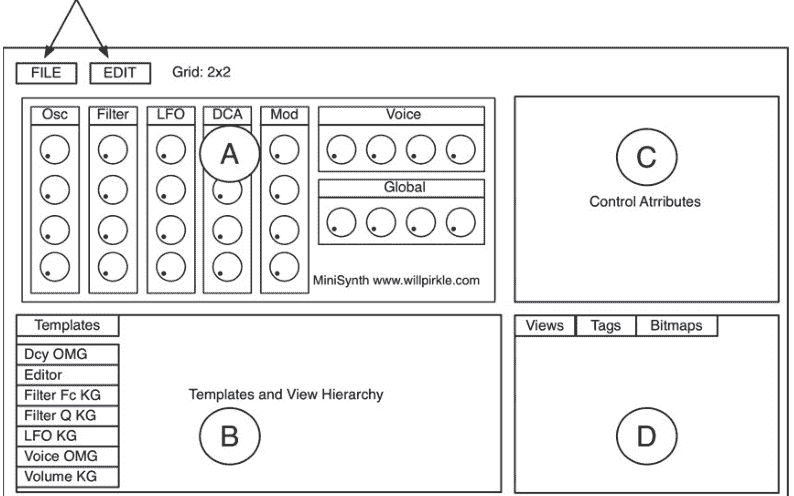 FILE EDIT Grid: 2x2
Osc Filter LFO DCA Mod Voice
A
Global
MiniSynth www.willpirkle.com
C
Control Atrributes
Templates
Dcy OMG
Editor
Filter Fc KG
Filter Q KG
LFO KG
Voice OMG
Volume KG
Templates and View Hierarchy
B
Views Tags Bitmaps
D